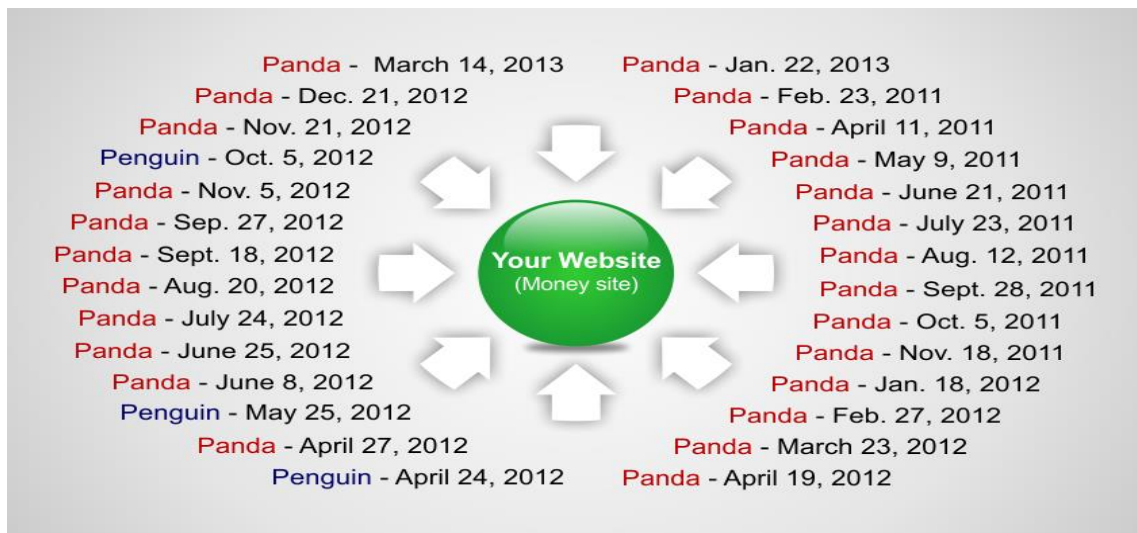 Panda - March 14, 2013
Panda - Dec. 21, 2012
Panda - Nov. 21, 2012
Penguin - Oct. 5, 2012
Panda - Nov. 5, 2012
Panda - Sep. 27, 2012
Panda - Sept. 18, 2012
Panda - Aug. 20, 2012
Panda - July 24, 2012
Panda - June 25, 2012
Panda - June 8, 2012
Penguin - May 25, 2012
Panda - April 27, 2012
Penguin - April 24, 2012
Your Website
(Money site)
Panda - Jan. 22, 2013
Panda - Feb. 23, 2011
Panda - April 11, 2011
Panda - May 9, 2011
Panda - June 21, 2011
Panda - July 23, 2011
Panda - Aug. 12, 2011
Panda - Sept. 28, 2011
Panda - Oct. 5, 2011
Panda - Nov. 18, 2011
Panda - Jan. 18, 2012
Panda - Feb. 27, 2012
Panda - March 23, 2012
Panda - April 19, 2012